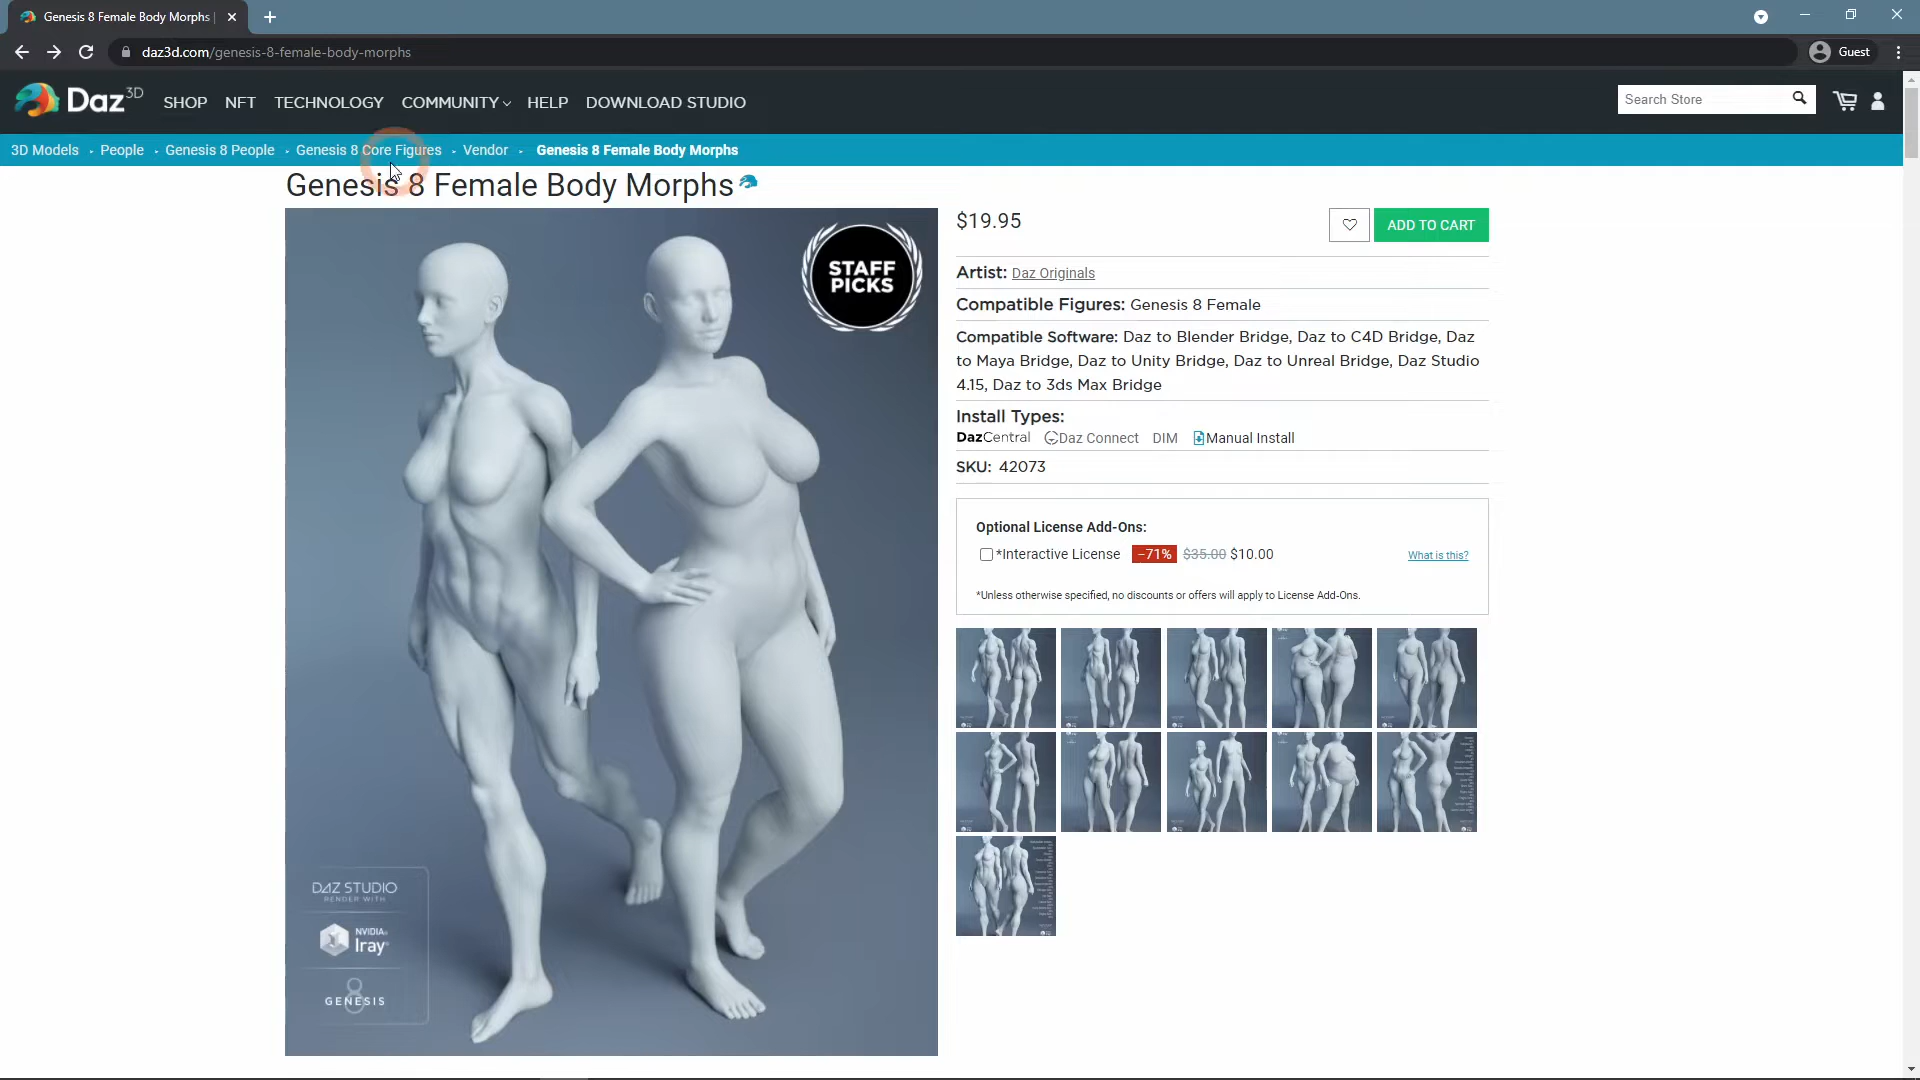 Genesis 8 Female Body Morphs |
daz3d.com/genesis-8-female-body-morphs
Guest
Daz 3D
SHOP NFT TECHNOLOGY COMMUNITY HELP DOWNLOAD STUDIO
Search Store
3D Models People Genesis 8 People Genesis 8 Core Figures Vendor Genesis 8 Female Body Morphs
Genesis 8 Female Body Morphs
STAFF
PICKS
DAZ STUDIO
RENDER WITH
NVIDIA.
Iray
8
GENESIS
$19.95
ADD TO CART
Artist: Daz Originals
Compatible Figures: Genesis 8 Female
Compatible Software: Daz to Blender Bridge, Daz to C4D Bridge, Daz
to Maya Bridge, Daz to Unity Bridge, Daz to Unreal Bridge, Daz Studio
4.15, Daz to 3ds Max Bridge
Install Types:
DazCentral Daz Connect DIM Manual Install
SKU: 42073
Optional License Add-Ons:
*Interactive License -71% $35.00 $10.00 What is this?
*Unless otherwise specified, no discounts or offers will apply to License Add-Ons.